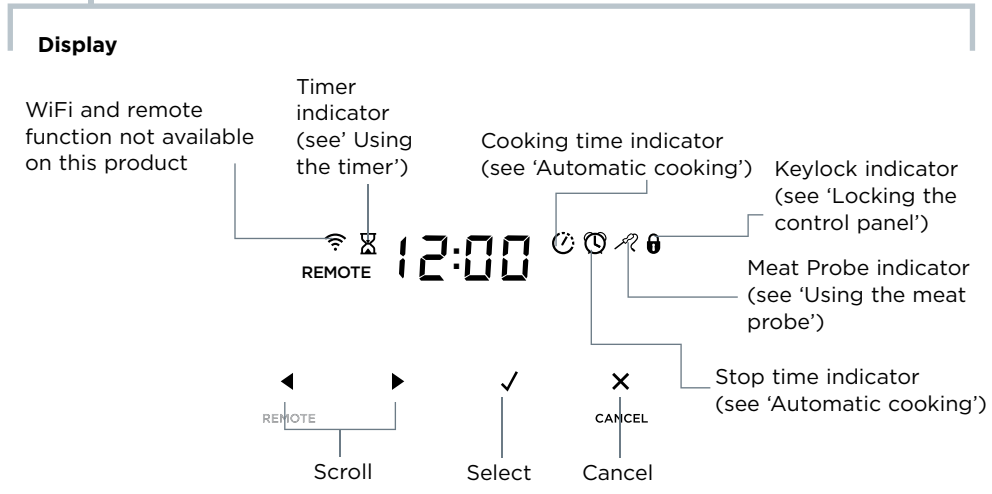 Display
WiFi and remote
function not available
on this product
Timer
indicator
(see’ Using
the timer’)
Cooking time indicator
(see ‘Automatic cooking’)
Keylock indicator
(see ‘Locking the
control panel’)
REMOTE 12:00
Meat Probe indicator
(see ‘Using the meat
probe’)
Stop time indicator
(see ‘Automatic cooking’)
REMOTE
CANCEL
Scroll
Select
Cancel